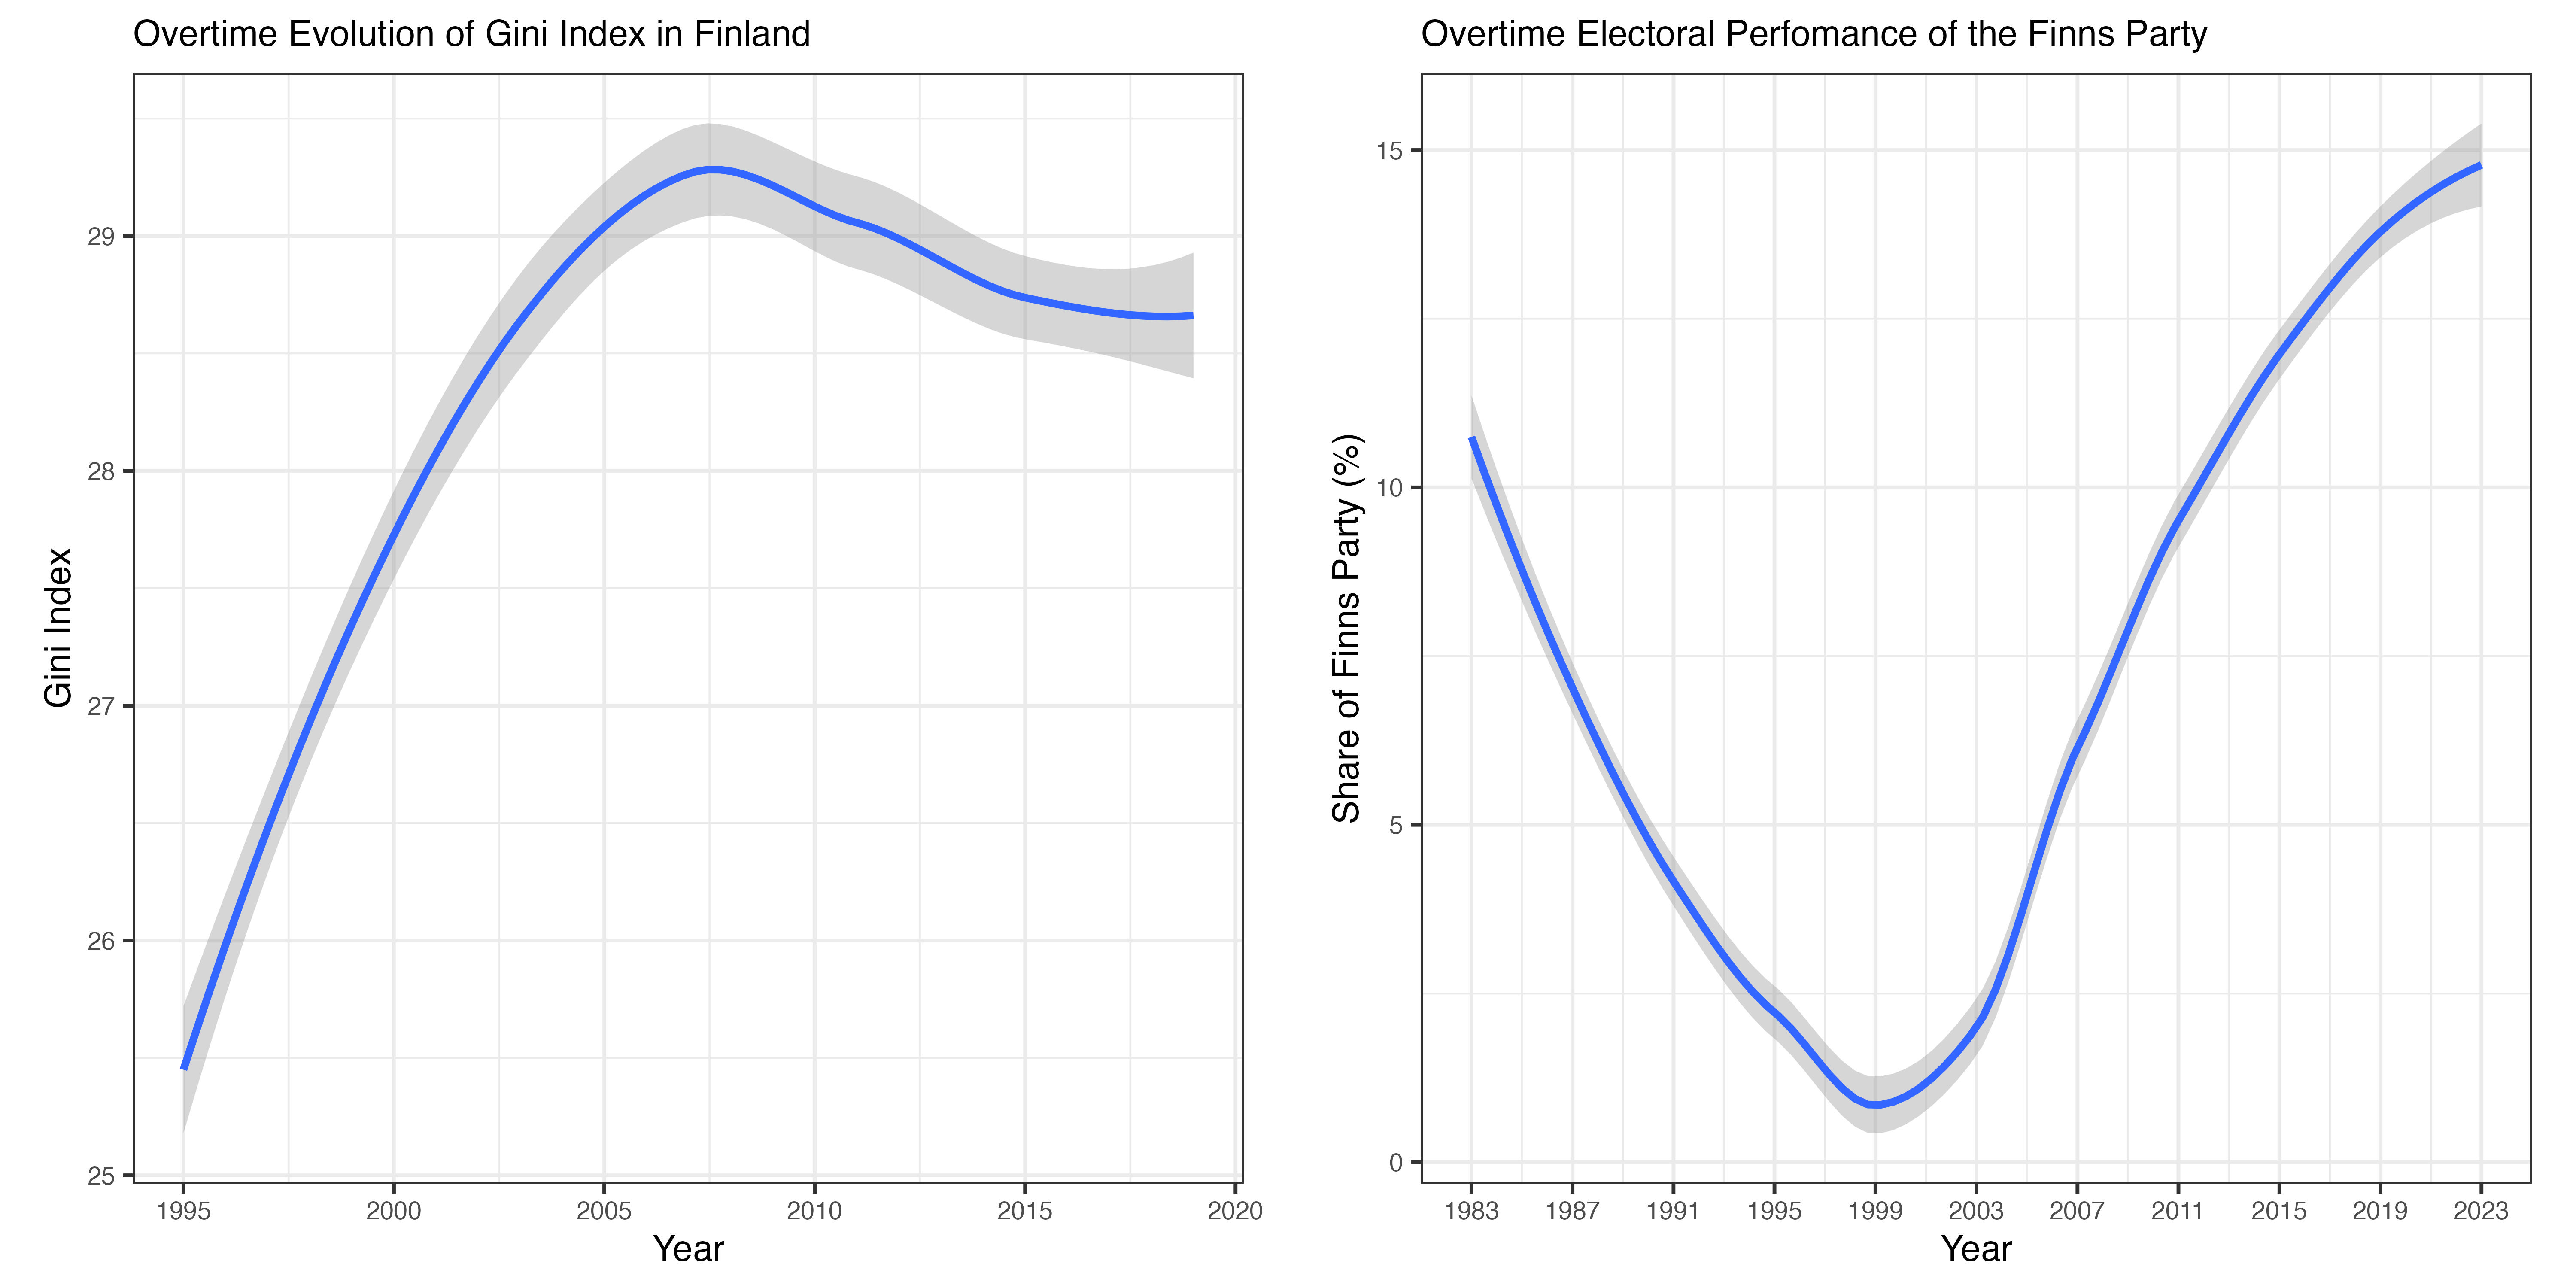 Overtime Evolution of Gini Index in Finland
Gini Index
29
28
27
26
25
1995 2000 2005 2010 2015 2020
Year
Overtime Electoral Perfomance of the Finns Party
Share of Finns Party (%)
15
10
5
0
1983 1987 1991 1995 1999 2003 2007 2011 2015 2019 2023
Year